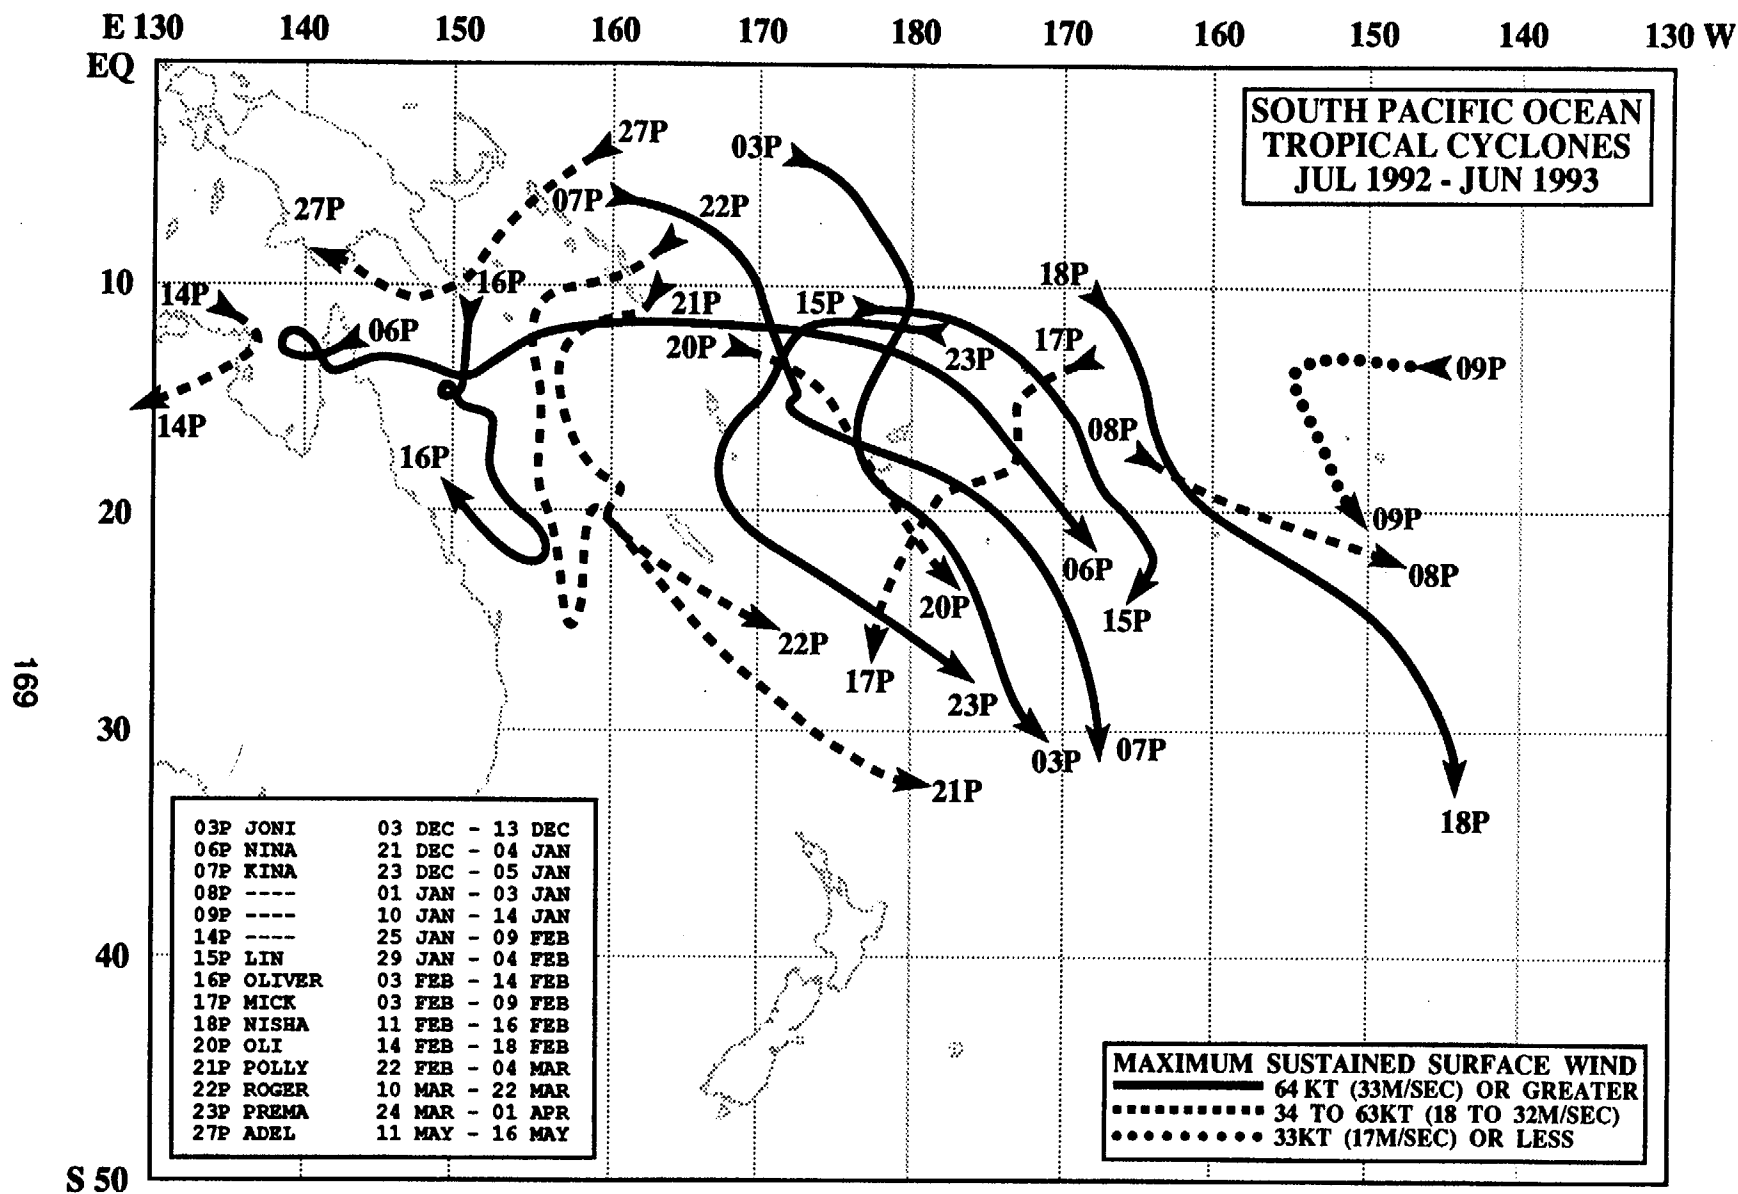 E 130 140 150 160 170 180 170 160 150 140 130 W
EQ
SOUTH PACIFIC OCEAN
TROPICAL CYCLONES
JUL 1992 - JUN 1993
27P
03P
07P
22P
27P
10
16P
18P
14P
21P
15P
06P
20P
23P
17P
09P
14P
08P
16P
20
09P
06P
08P
20P
15P
22P
17P
23P
30
03P
07P
21P
18P
169
03P JONI 03 DEC - 13 DEC
06P NINA 21 DEC - 04 JAN
07P KINA 23 DEC - 05 JAN
08P ---- 01 JAN - 03 JAN
09P ---- 10 JAN - 14 JAN
14P ---- 25 JAN - 09 FEB
15P LIN 29 JAN - 04 FEB
16P OLIVER 03 FEB - 14 FEB
17P MICK 03 FEB - 09 FEB
18P NISHA 11 FEB - 16 FEB
20P OLI 14 FEB - 18 FEB
21P POLLY 22 FEB - 04 MAR
22P ROGER 10 MAR - 22 MAR
23P PREMA 24 MAR - 01 APR
27P ADEL 11 MAY - 16 MAY
40
MAXIMUM SUSTAINED SURFACE WIND
64 KT (33M/SEC) OR GREATER
34 TO 63KT (18 TO 32M/SEC)
33KT (17M/SEC) OR LESS
S 50